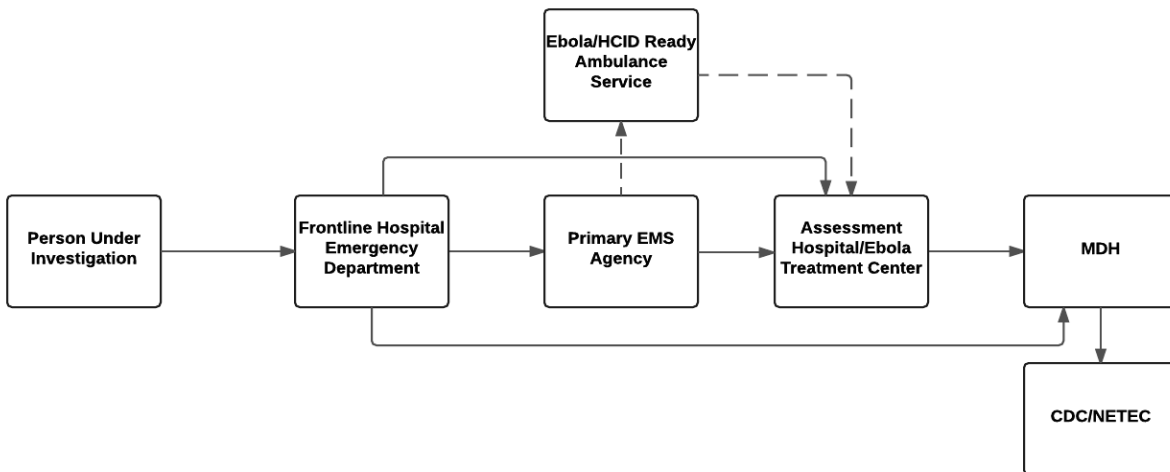 Ebola/HCID Ready
Ambulance
Service
Person Under
Investigation
Frontline Hospital
Emergency
Department
Primary EMS
Agency
Assessment
Hospital/Ebola
Treatment Center
MDH
CDC/NETEC